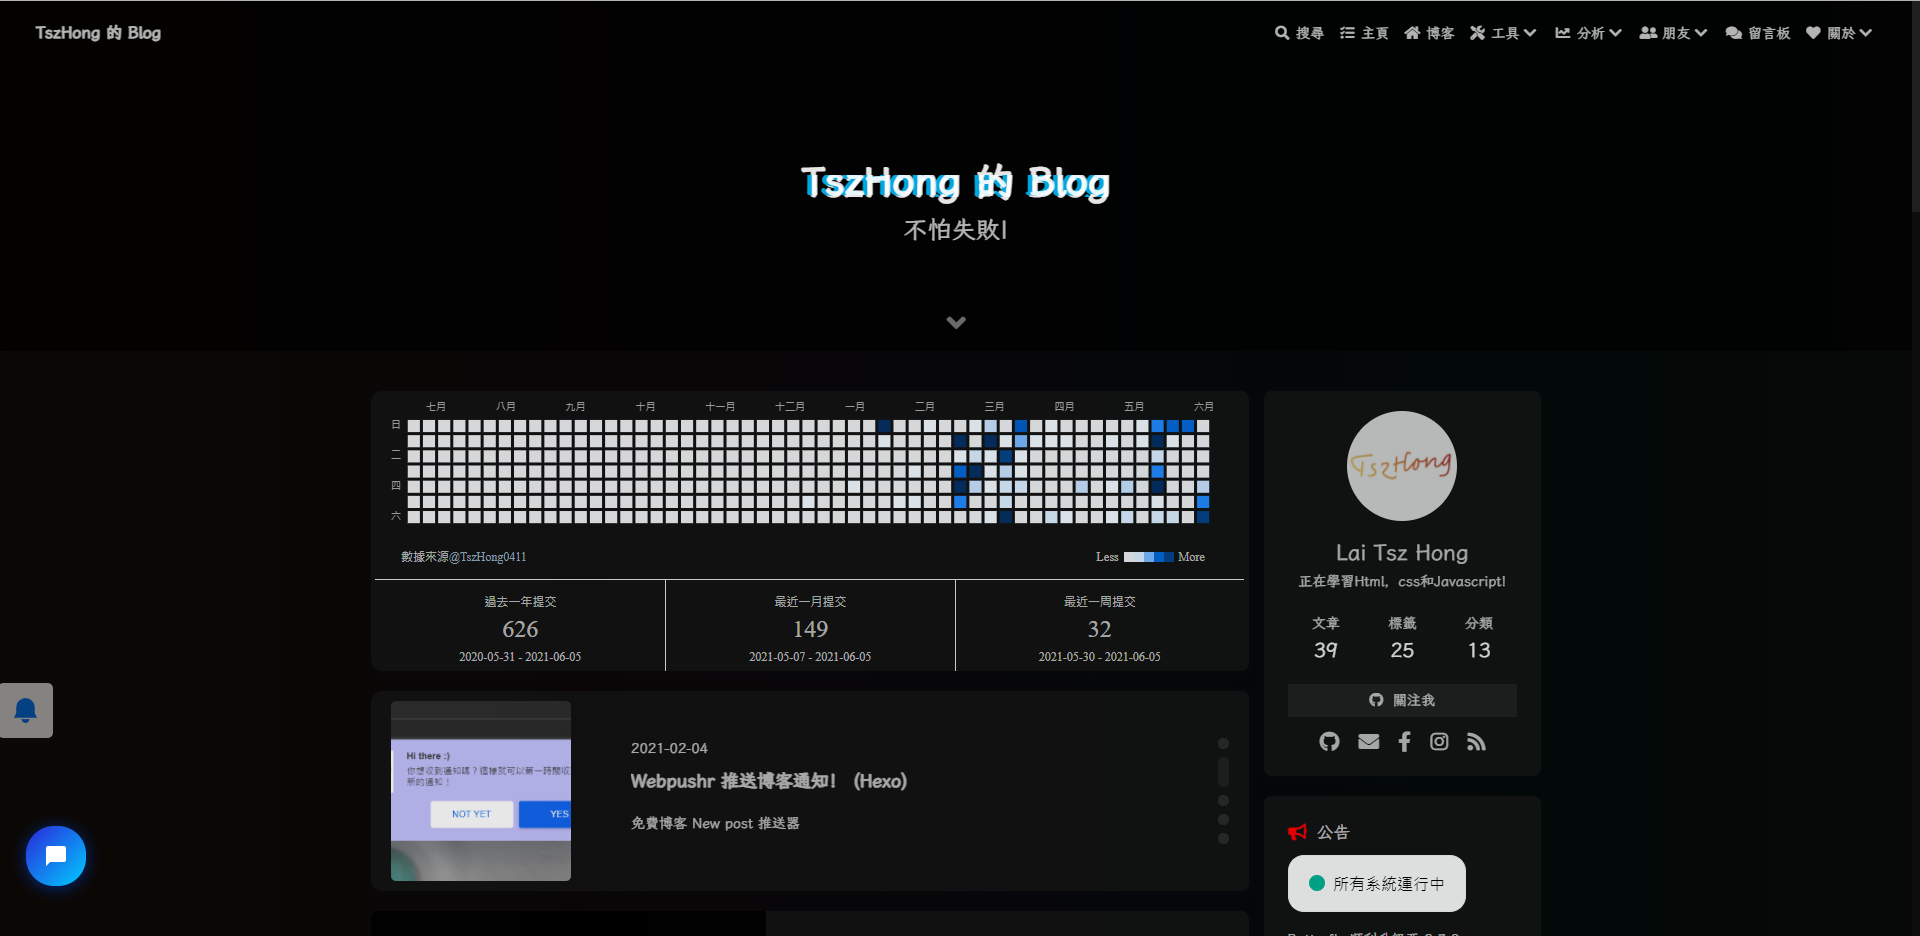 TszHong 的 Blog
搜尋 主頁 博客 工具 分析 朋友 留言板 關於
TszHong 的 Blog
不怕失敗|
七月 八月 九月 十月 十一月 十二月 一月 二月 三月 四月 五月 六月
日
二
四
六
數據來源@TszHong0411
Less More
過去一年提交
626
2020-05-31 - 2021-06-05
最近一月提交
149
2021-05-07 - 2021-06-05
最近一周提交
32
2021-05-30 - 2021-06-05
Hi there :)
你想收到通知嗎？這樣就可以第一時間收
新的通知！
NOT YET YES
2021-02-04
Webpushr 推送博客通知！ (Hexo)
免費博客 New post 推送器
TszHong
Lai Tsz Hong
正在學習Html，css和Javascript!
文章 標籤 分類
39 25 13
關注我
公告
所有系統運行中